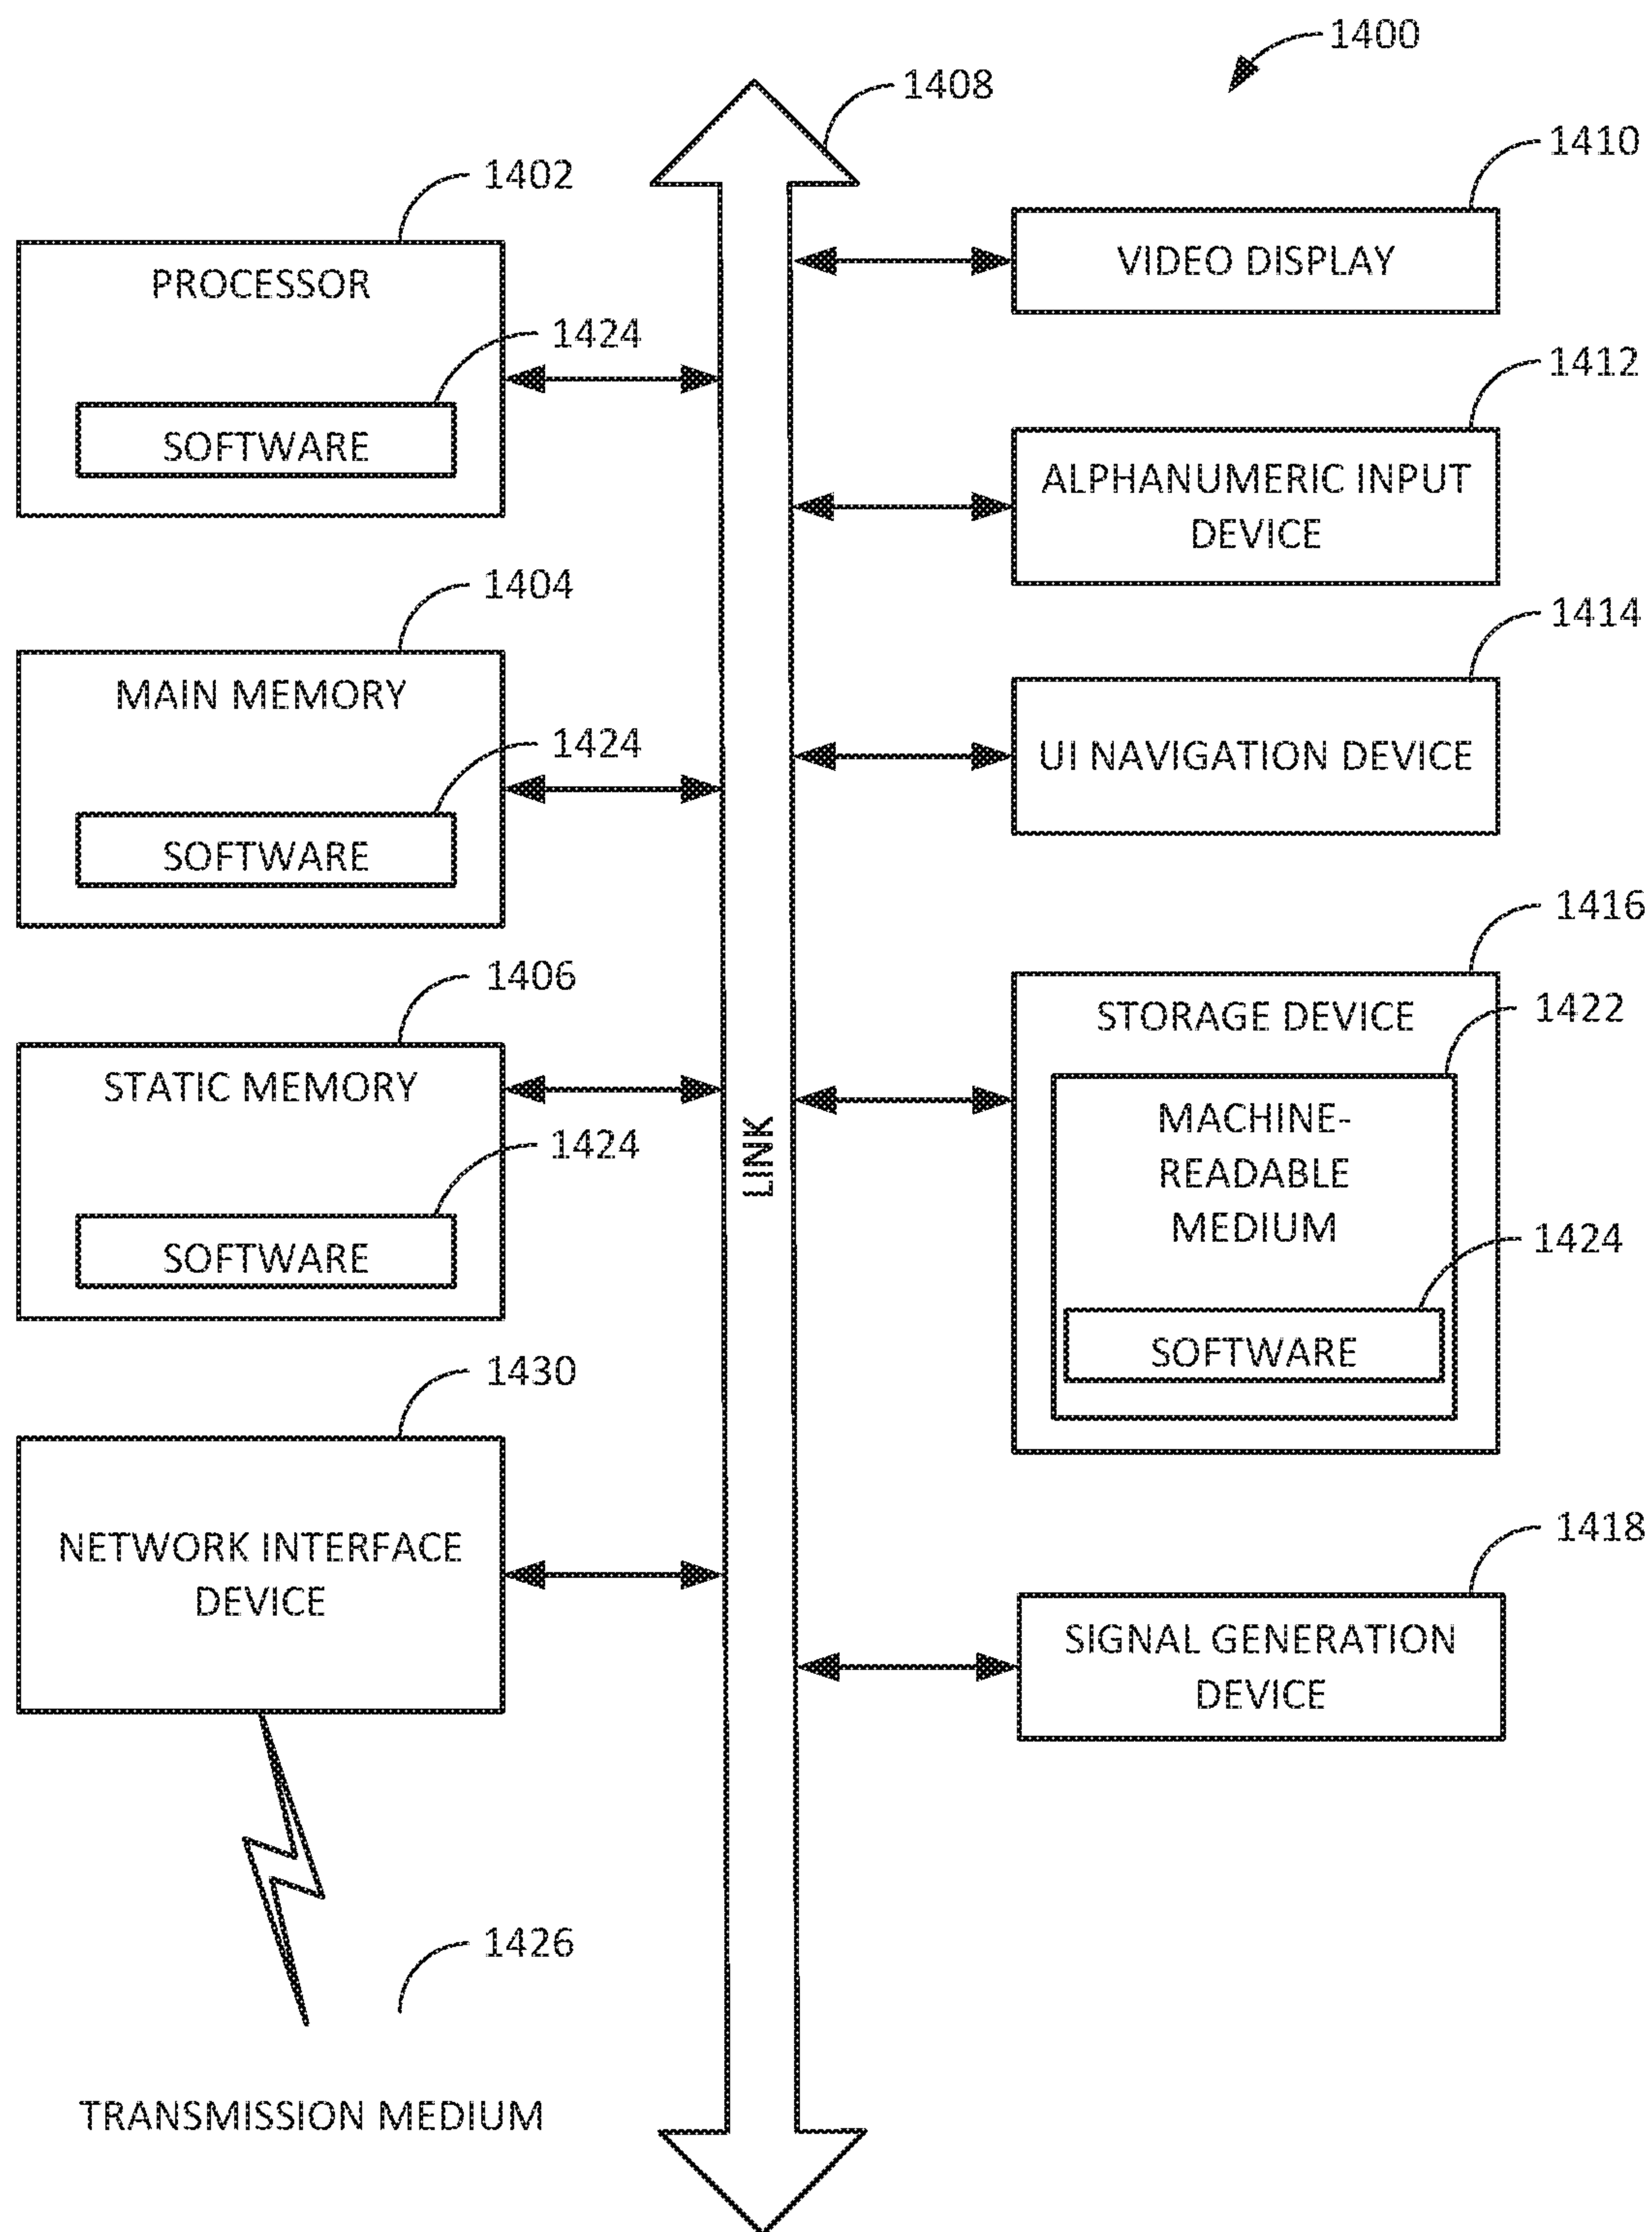 1400
1408
1402
PROCESSOR
1424
SOFTWARE
1404
MAIN MEMORY
1424
SOFTWARE
1406
STATIC MEMORY
1424
SOFTWARE
1430
NETWORK INTERFACE
DEVICE
1426
TRANSMISSION MEDIUM
LINK
1410
VIDEO DISPLAY
1412
ALPHANUMERIC INPUT
DEVICE
1414
UI NAVIGATION DEVICE
1416
STORAGE DEVICE
1422
MACHINE-
READABLE
MEDIUM
1424
SOFTWARE
1418
SIGNAL GENERATION
DEVICE